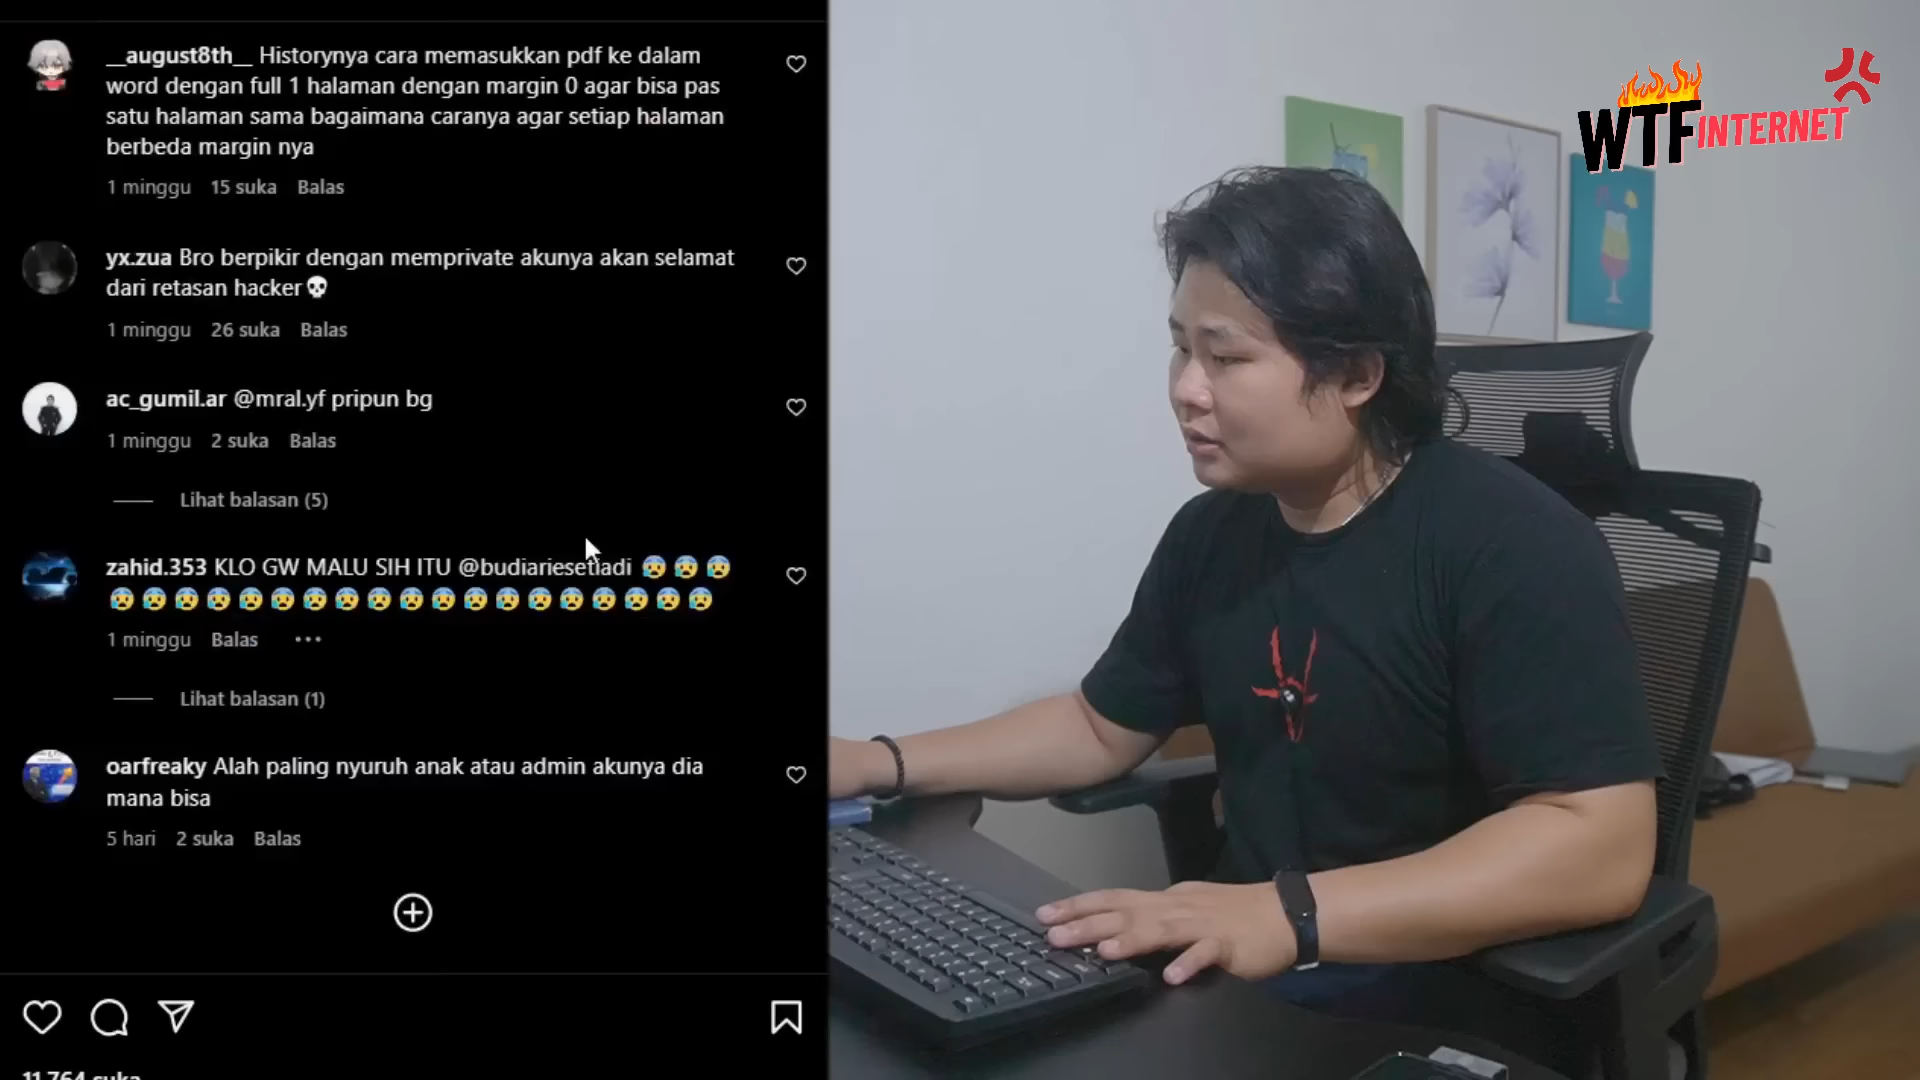 __august8th__ Historynya cara memasukkan pdf ke dalam
word dengan full 1 halaman dengan margin 0 agar bisa pas
satu halaman sama bagaimana caranya agar setiap halaman
berbeda margin nya
1 minggu 15 suka Balas
yx.zua Bro berpikir dengan memprivate akunya akan selamat
dari retasan hacker💀
1 minggu 26 suka Balas
ac_gumil.ar @mral.yf pripun bg
1 minggu 2 suka Balas
Lihat balasan (5)
zahid.353 KLO GW MALU SIH ITU @budiariesetiadi 😰😰😰
😰😰😰😰😰😰😰😰😰😰😰😰😰😰😰😰😰😰😰
1 minggu Balas •••
Lihat balasan (1)
oarfreaky Alah paling nyuruh anak atau admin akunya dia
mana bisa
5 hari 2 suka Balas
11.764 suka
WTF INTERNET